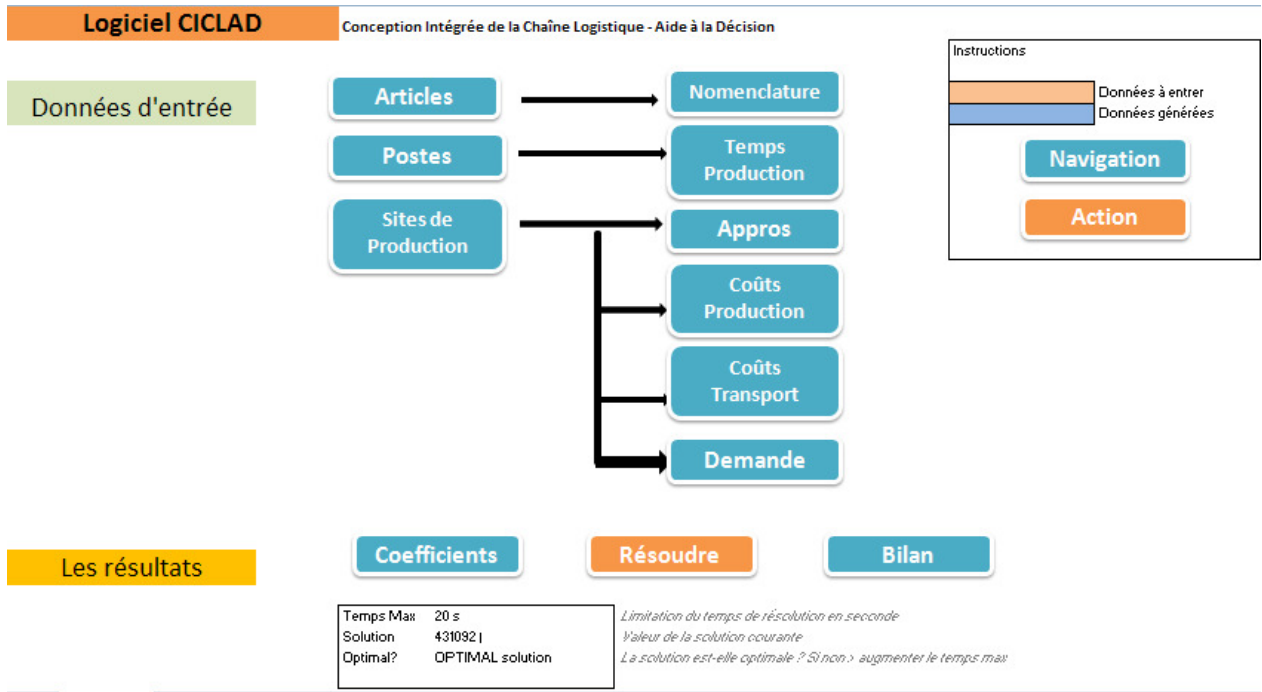 Logiciel CICLAD
Conception Intégrée de la Chaîne Logistique - Aide à la Décision
Instructions
Données à entrer
Données générées
Navigation
Action
Données d'entrée
Articles
Nomenclature
Postes
Temps
Production
Sites de
Production
Appros
Coûts
Production
Coûts
Transport
Demande
Les résultats
Coefficients
Résoudre
Bilan
Temps Max 20 s Limitation du temps de résolution en seconde
Solution 431092 | Valeur de la solution courante
Optimal? OPTIMAL solution La solution est-elle optimale ? Si non > augmenter le temps max